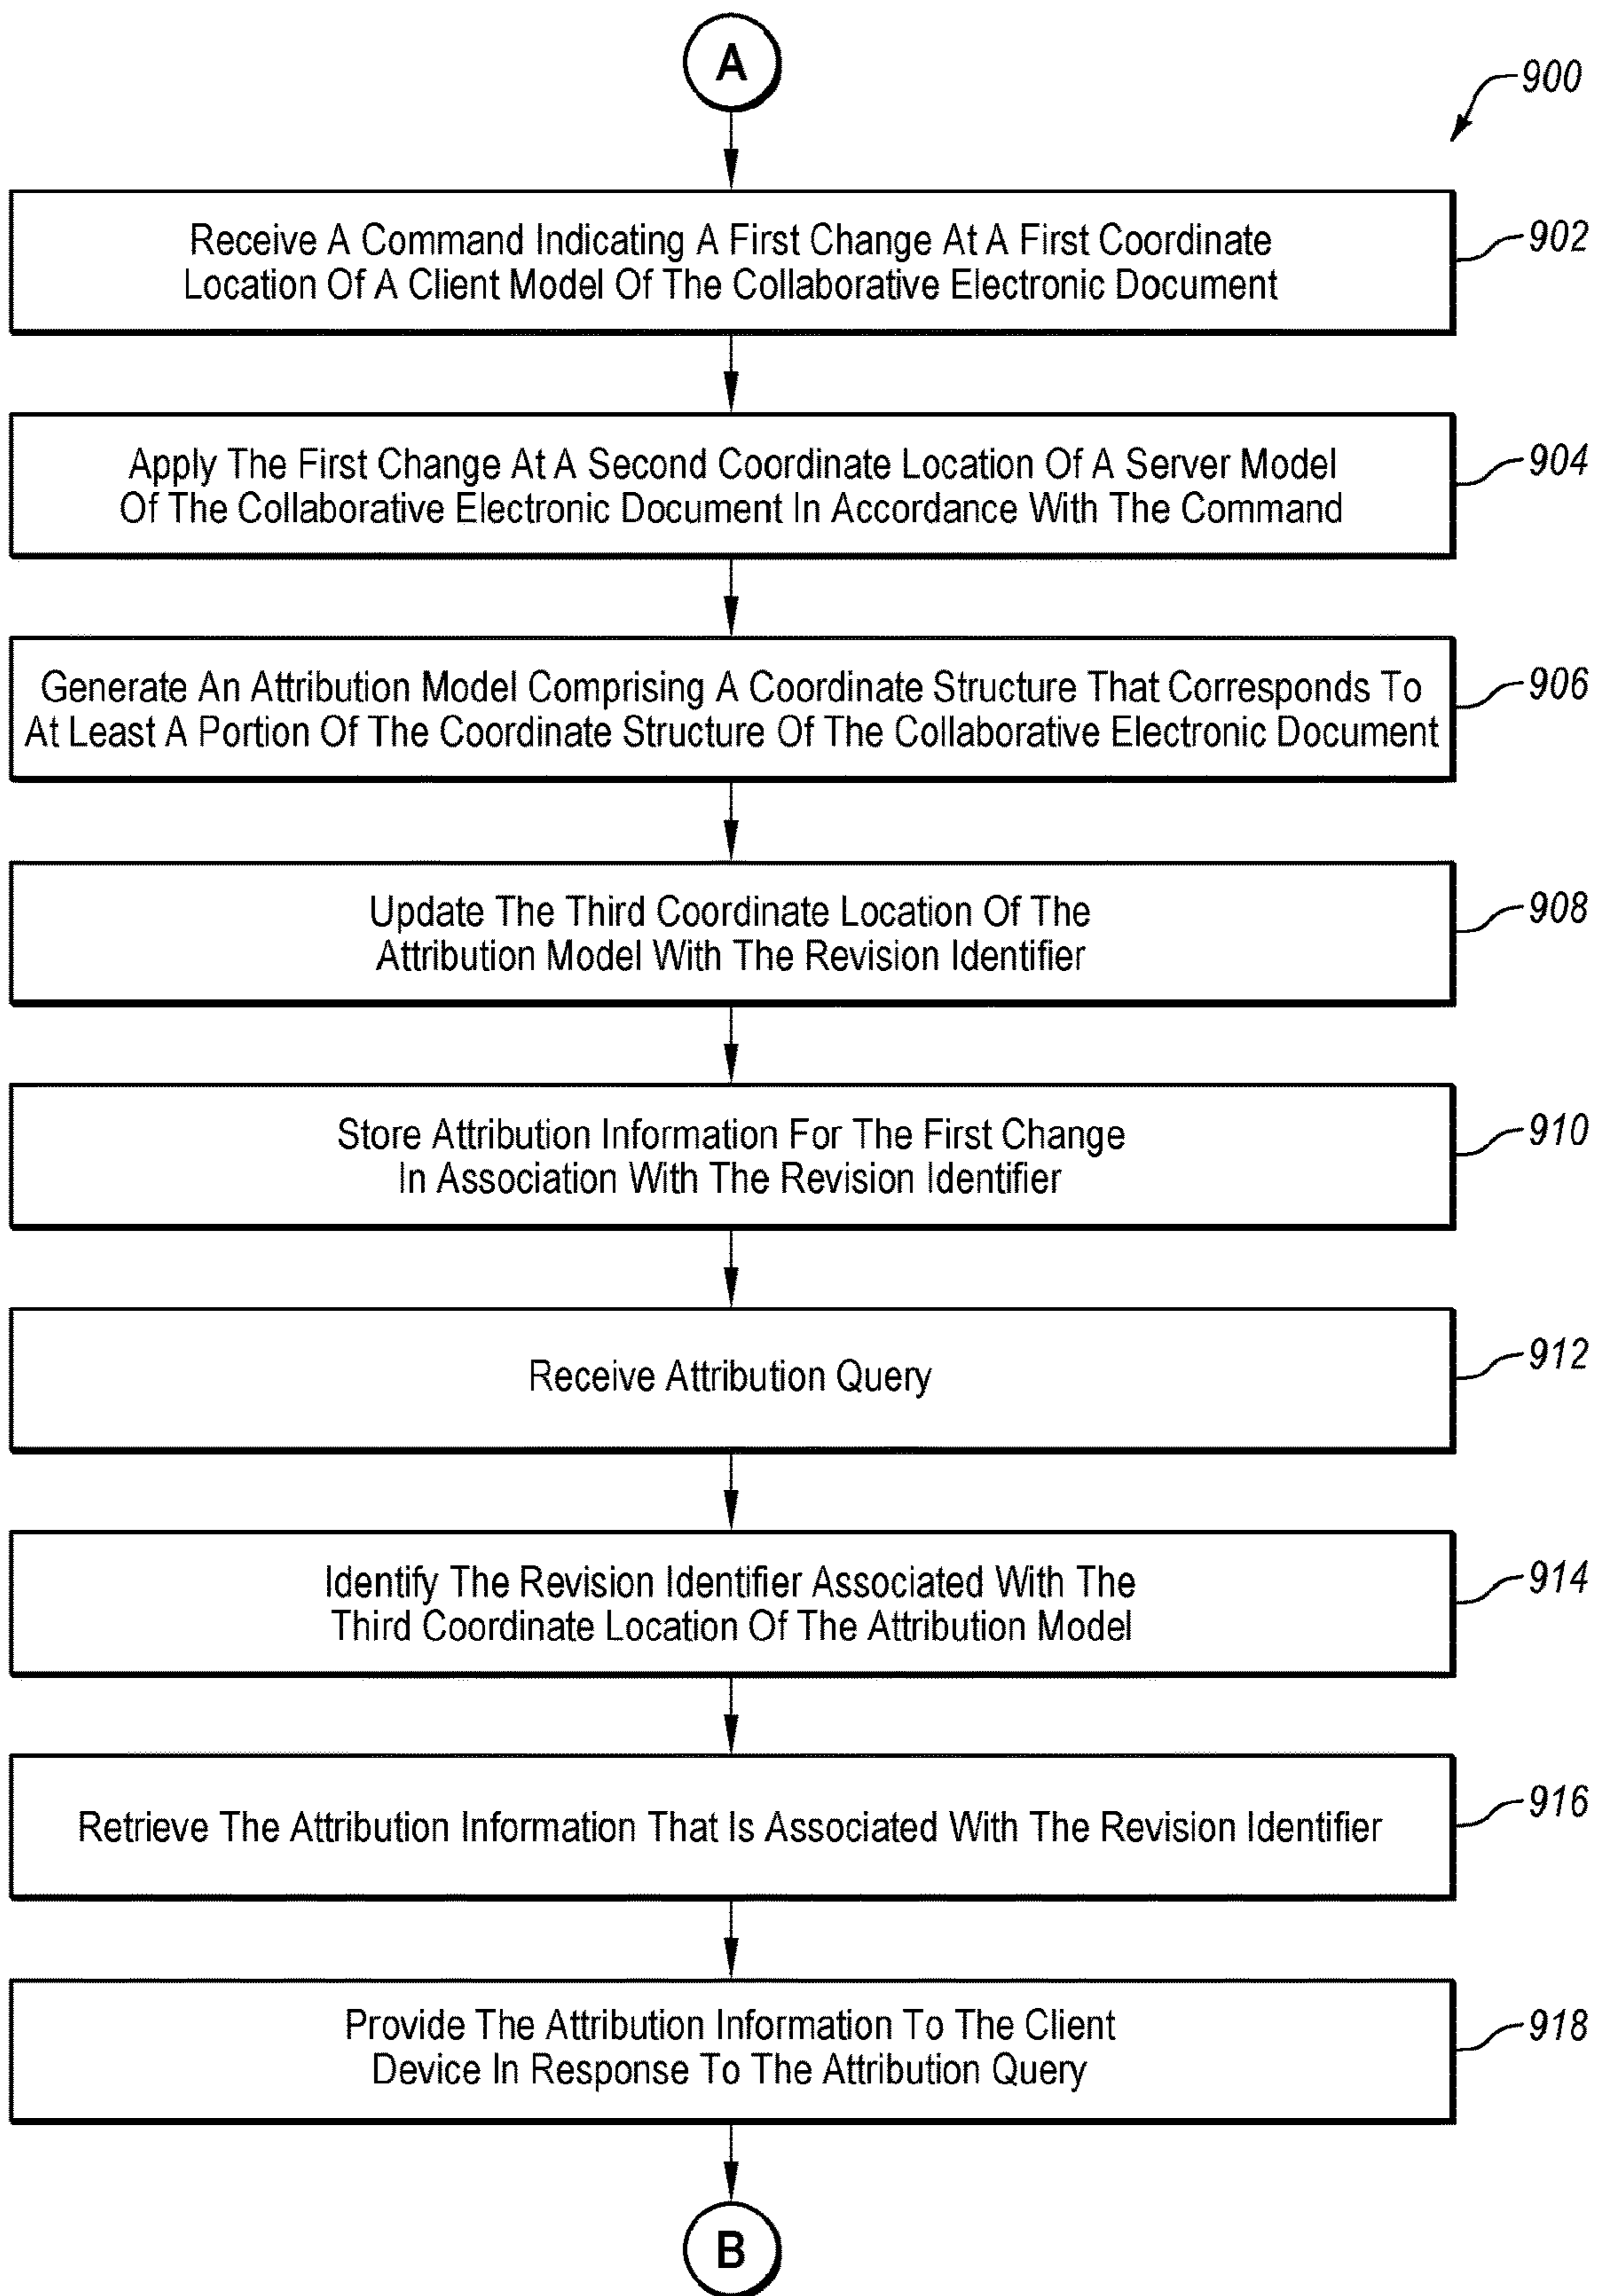 A
900
Receive A Command Indicating A First Change At A First Coordinate
Location Of A Client Model Of The Collaborative Electronic Document
902
Apply The First Change At A Second Coordinate Location Of A Server Model
Of The Collaborative Electronic Document In Accordance With The Command
904
Generate An Attribution Model Comprising A Coordinate Structure That Corresponds To
At Least A Portion Of The Coordinate Structure Of The Collaborative Electronic Document
906
Update The Third Coordinate Location Of The
Attribution Model With The Revision Identifier
908
Store Attribution Information For The First Change
In Association With The Revision Identifier
910
Receive Attribution Query
912
Identify The Revision Identifier Associated With The
Third Coordinate Location Of The Attribution Model
914
Retrieve The Attribution Information That Is Associated With The Revision Identifier
916
Provide The Attribution Information To The Client
Device In Response To The Attribution Query
918
B